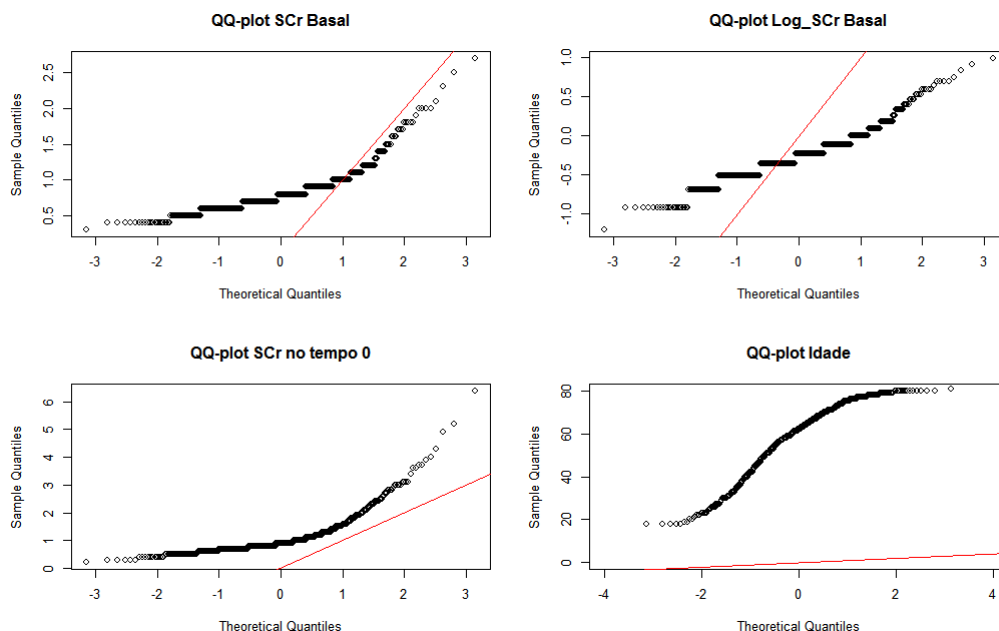 QQ-plot SCr Basal
Sample Quantiles
0.5 1.0 1.5 2.0 2.5
-3 -2 -1 0 1 2 3
Theoretical Quantiles
QQ-plot Log_SCr Basal
Sample Quantiles
-1.0 -0.5 0.0 0.5 1.0
-3 -2 -1 0 1 2 3
Theoretical Quantiles
QQ-plot SCr no tempo 0
Sample Quantiles
0 1 2 3 4 5 6
-3 -2 -1 0 1 2 3
Theoretical Quantiles
QQ-plot Idade
Sample Quantiles
0 20 40 60 80
-4 -2 0 2 4
Theoretical Quantiles